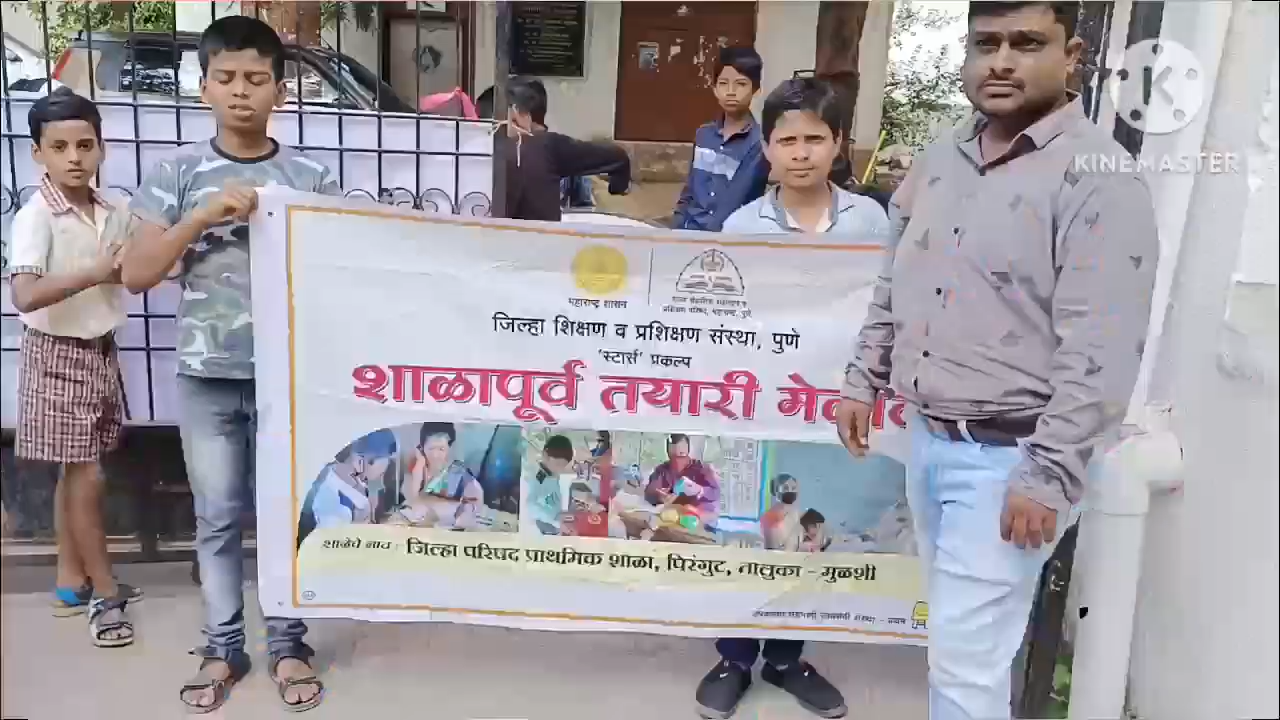 KINEMASTER
महाराष्ट्र शासन
जिल्हा शिक्षण व प्रशिक्षण संस्था, पुणे
'स्टार्स' प्रकल्प
शाळापूर्व तयारी
शाळेचे नाव : जिल्हा परिषद प्राथमिक शाळा, पिरंगुट, तालुका - मुळशी